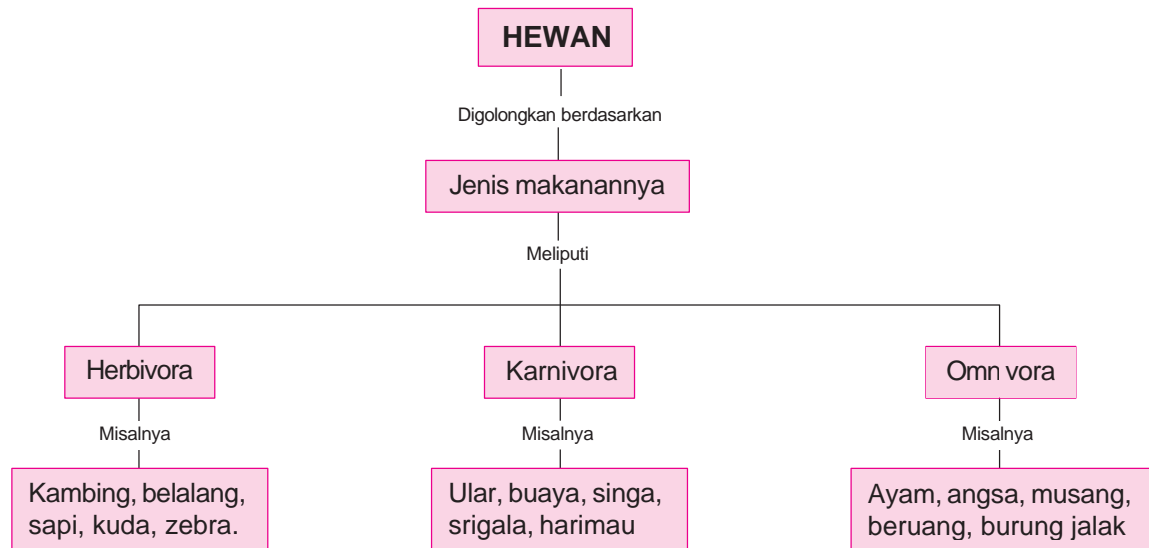 HEWAN
Digolongkan berdasarkan
Jenis makanannya
Meliputi
Herbivora
Karnivora
Omn vora
Misalnya
Misalnya
Misalnya
Kambing, belalang,
sapi, kuda, zebra.
Ular, buaya, singa,
srigala, harimau
Ayam, angsa, musang,
beruang, burung jalak